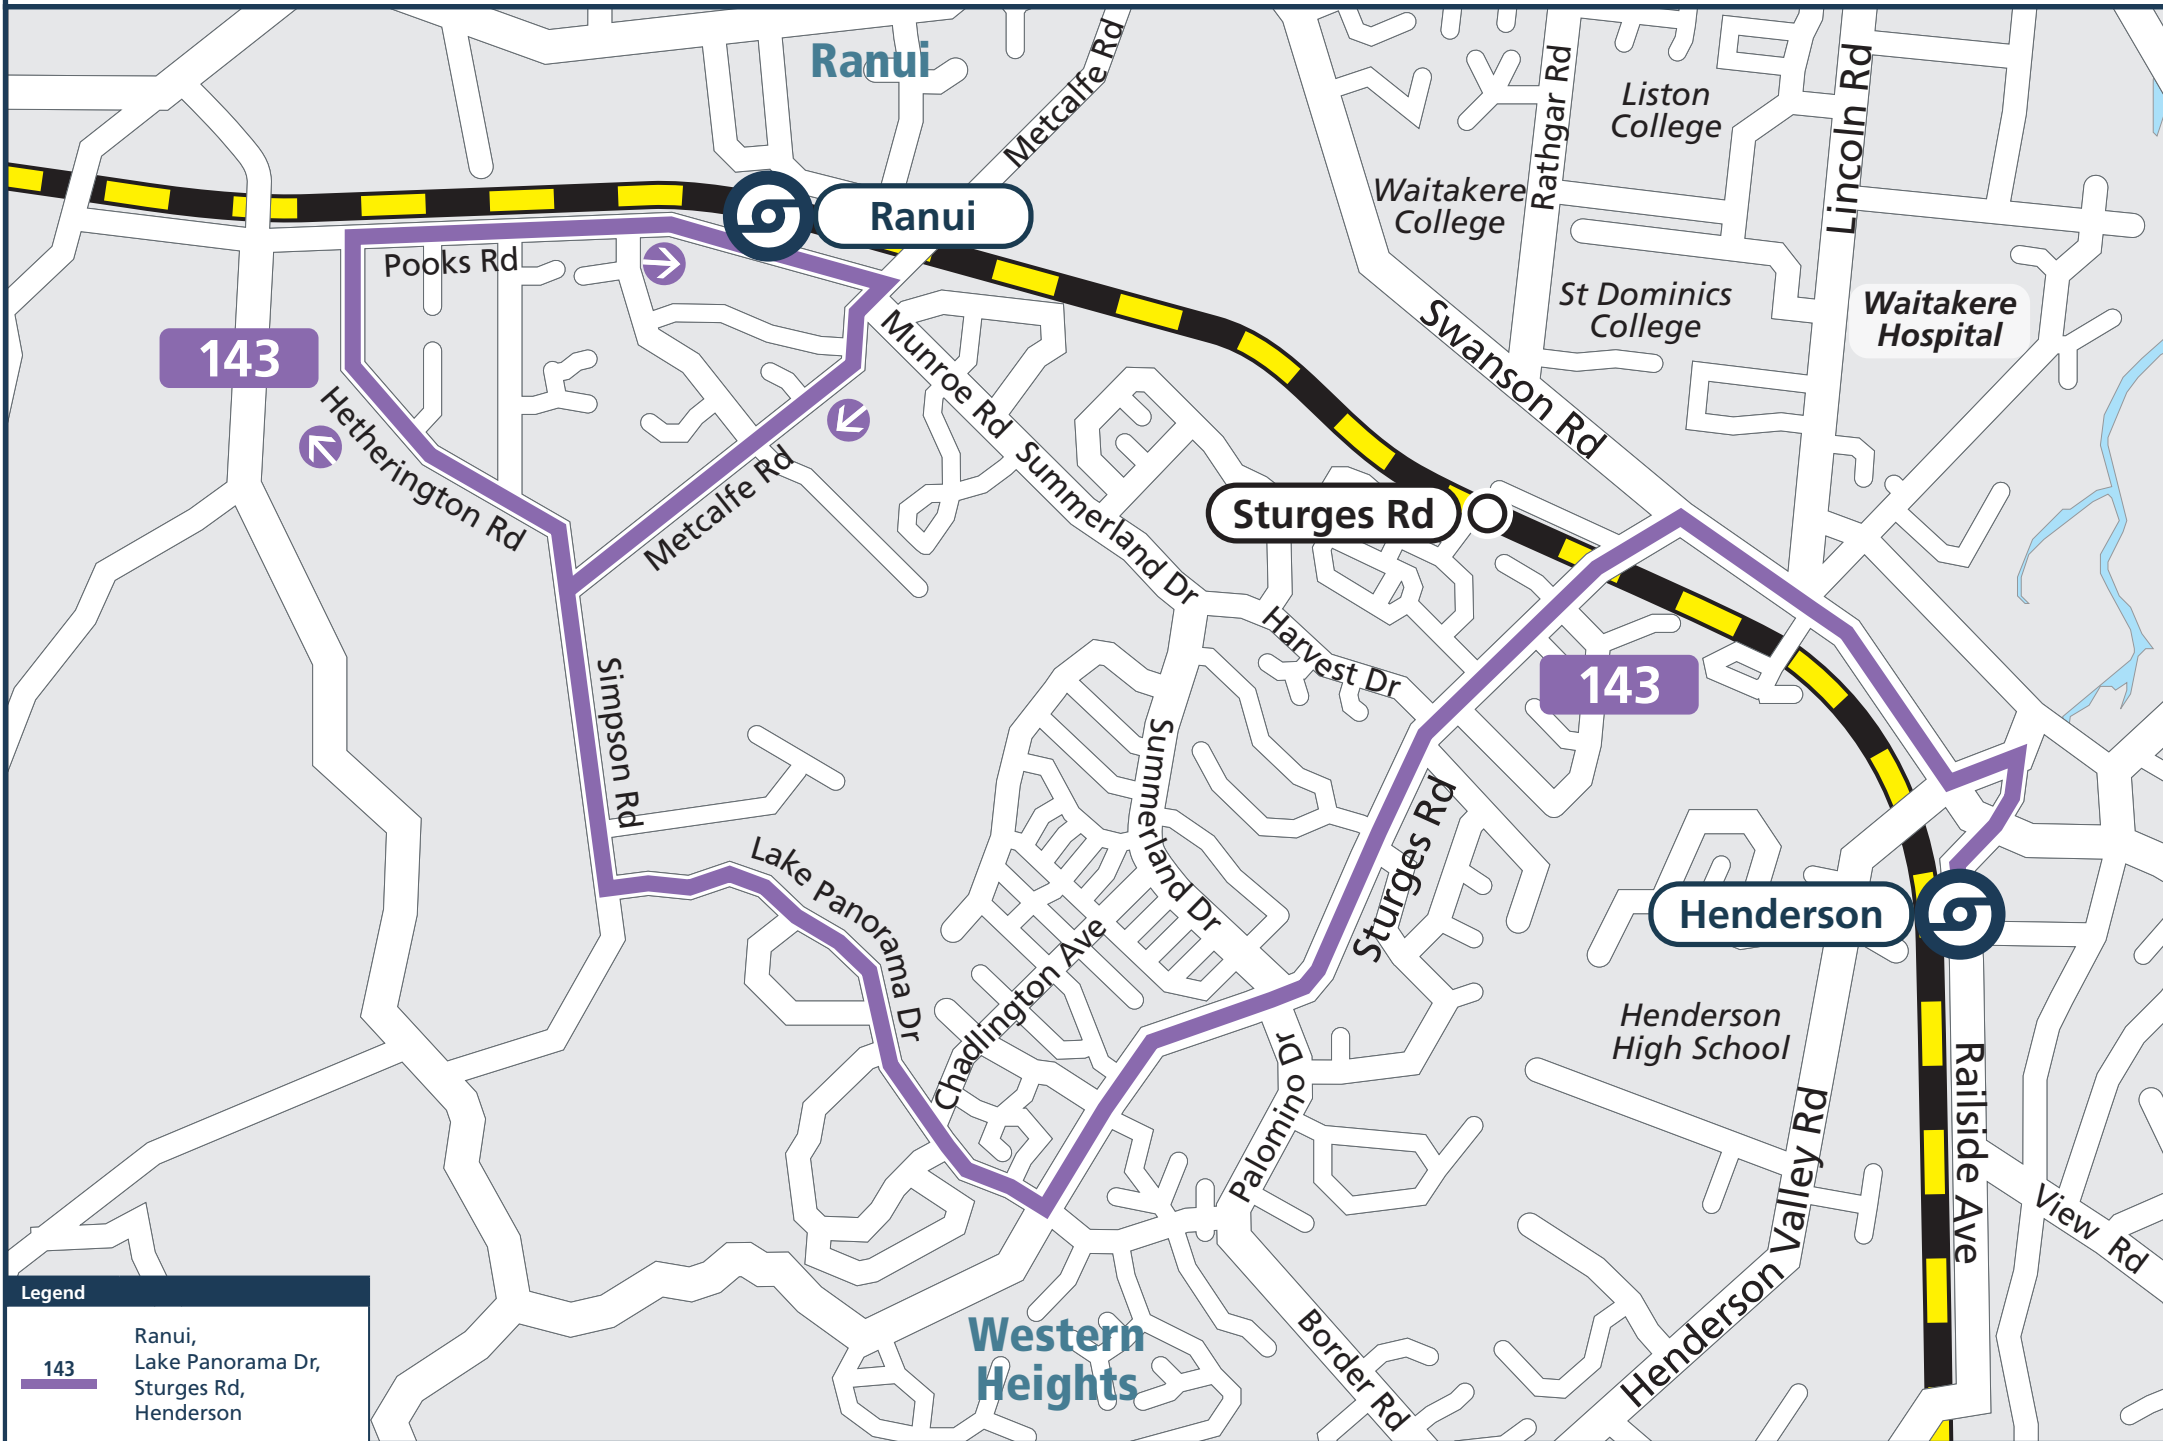 Ranui
Metcalfe Rd
Rathgar Rd
Liston
College
Lincoln Rd
Waitakere
College
Ranui
Pooks Rd
St Dominics
College
Waitakere
Hospital
143
Swanson Rd
Munroe Rd
Hetherington Rd
Metcalfe Rd
Summerland Dr
Sturges Rd
Harvest Dr
143
Simpson Rd
Summerland Dr
Sturges Rd
Lake Panorama Dr
Chadlington Ave
Henderson
Henderson
High School
Palomino Dr
Railside Ave
Henderson Valley Rd
View Rd
Western
Heights
Border Rd
Legend
143
Ranui,
Lake Panorama Dr,
Sturges Rd,
Henderson